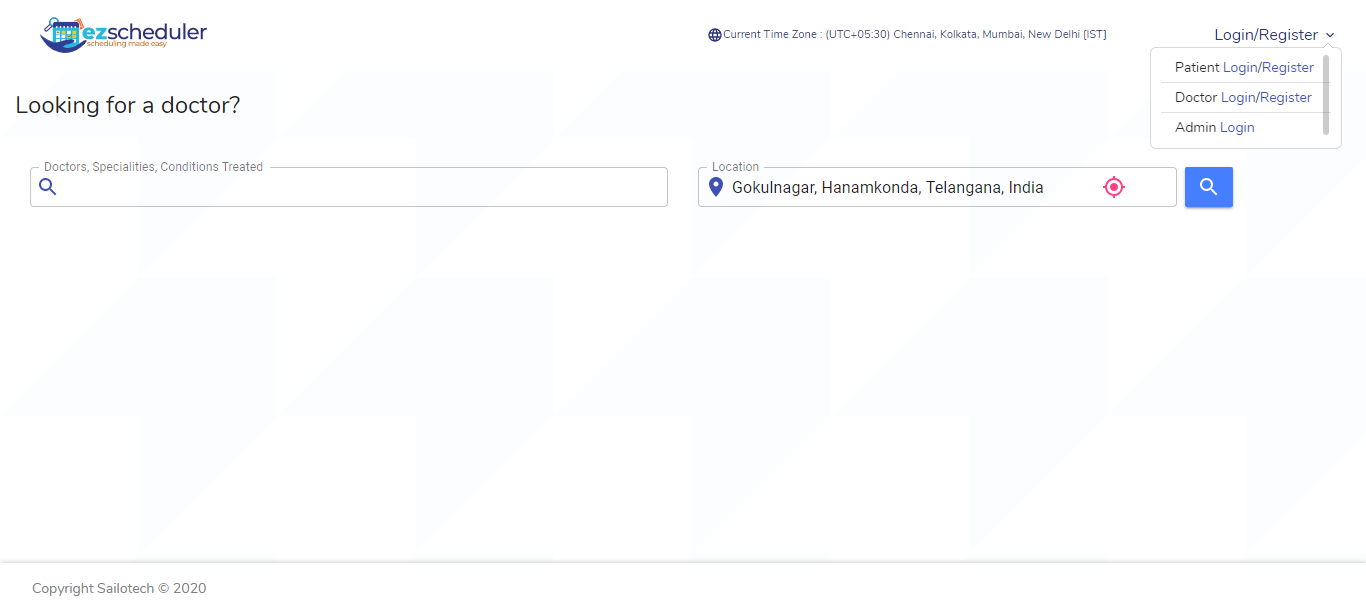 ezscheduler
scheduling made easy
Current Time Zone : (UTC+05:30) Chennai, Kolkata, Mumbai, New Delhi [IST]
Login/Register
Patient Login/Register
Doctor Login/Register
Admin Login
Looking for a doctor?
Doctors, Specialities, Conditions Treated
Location
Gokulnagar, Hanamkonda, Telangana, India
Copyright Sailotech © 2020